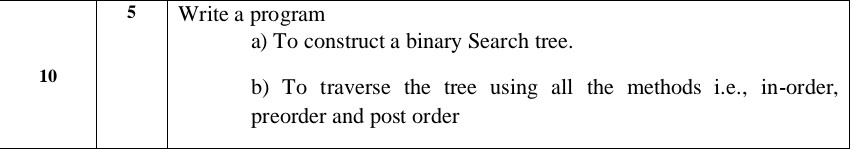 10
5
Write a program
a) To construct a binary Search tree.
b) To traverse the tree using all the methods i.e., in-order,
preorder and post order